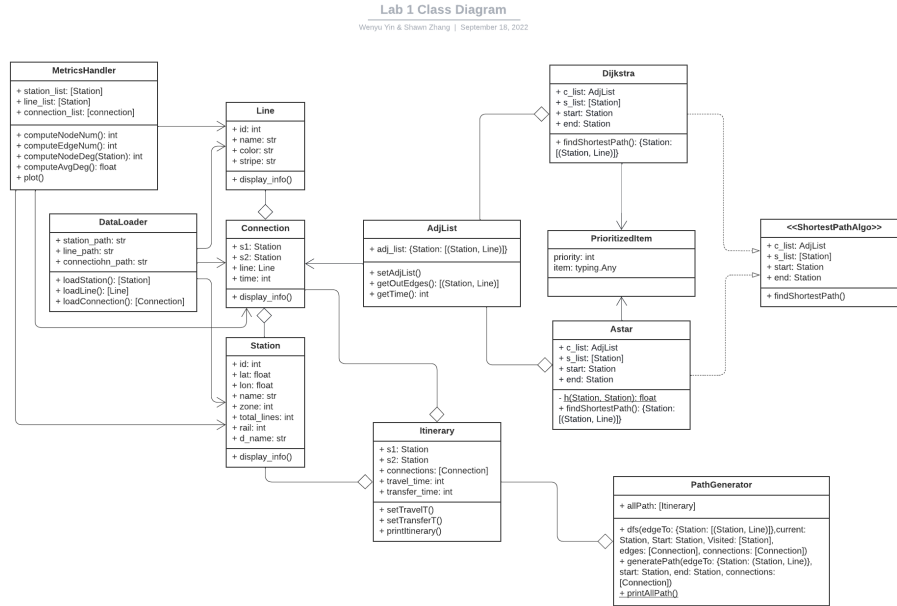 Lab 1 Class Diagram
Wenyu Yin & Shawn Zhang | September 18, 2022
MetricsHandler
+ station_list: [Station]
+ line_list: [Station]
+ connection_list: [connection]
+ computeNodeNum(): int
+ computeEdgeNum(): int
+ computeNodeDeg(Station): int
+ computeAvgDeg(): float
+ plot()
Line
+ id: int
+ name: str
+ color: str
+ stripe: str
+ display_info()
DataLoader
+ station_path: str
+ line_path: str
+ connectiohn_path: str
+ loadStation(): [Station]
+ loadLine(): [Line]
+ loadConnection(): [Connection]
Connection
+ s1: Station
+ s2: Station
+ line: Line
+ time: int
+ display_info()
Station
+ id: int
+ lat: float
+ lon: float
+ name: str
+ zone: int
+ total_lines: int
+ rail: int
+ d_name: str
+ display_info()
AdjList
+ adj_list: {Station: [(Station, Line)]}
+ setAdjList()
+ getOutEdges(): [(Station, Line)]
+ getTime(): int
Itinerary
+ s1: Station
+ s2: Station
+ connections: [Connection]
+ travel_time: int
+ transfer_time: int
+ setTravelT()
+ setTransferT()
+ printItinerary()
Dijkstra
+ c_list: AdjList
+ s_list: [Station]
+ start: Station
+ end: Station
+ findShortestPath(): {Station:
[(Station, Line)]}
PrioritizedItem
priority: int
item: typing.Any
Astar
+ c_list: AdjList
+ s_list: [Station]
+ start: Station
+ end: Station
- h(Station, Station): float
+ findShortestPath(): {Station:
[(Station, Line)]}
<<ShortestPathAlgo>>
+ c_list: AdjList
+ s_list: [Station]
+ start: Station
+ end: Station
+ findShortestPath()
PathGenerator
+ allPath: [Itinerary]
+ dfs(edgeTo: {Station: [(Station, Line)]},current:
Station, Start: Station, Visited: [Station],
edges: [Connection], connections: [Connection])
+ generatePath(edgeTo: {Station: (Station, Line)},
start: Station, end: Station, connections:
[Connection])
+ printAllPath()